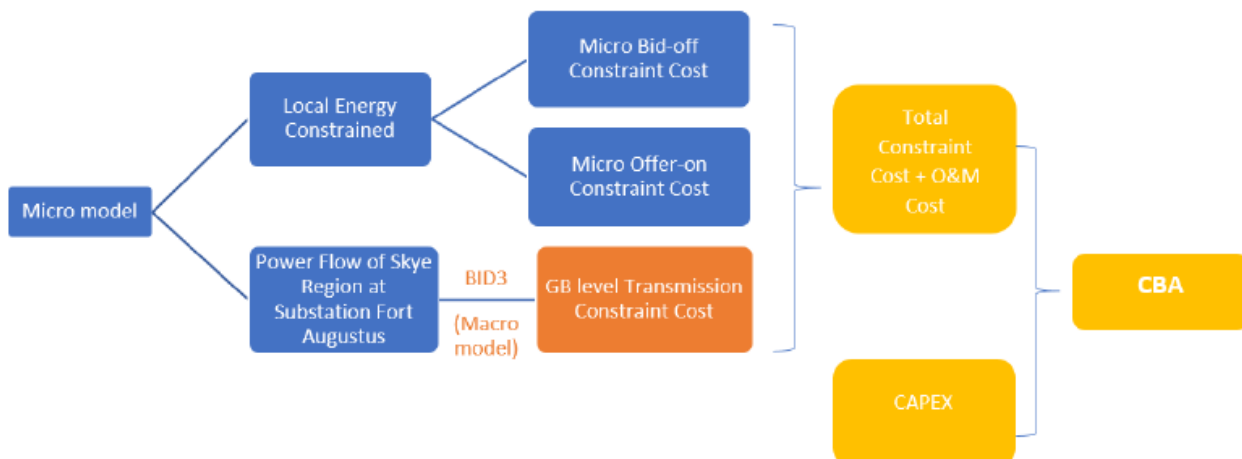 Micro model
Local Energy
Constrained
Power Flow of Skye
Region at
Substation Fort
Augustus
Micro Bid-off
Constraint Cost
Micro Offer-on
Constraint Cost
BID3
(Macro
model)
GB level Transmission
Constraint Cost
Total
Constraint
Cost + O&M
Cost
CAPEX
CBA